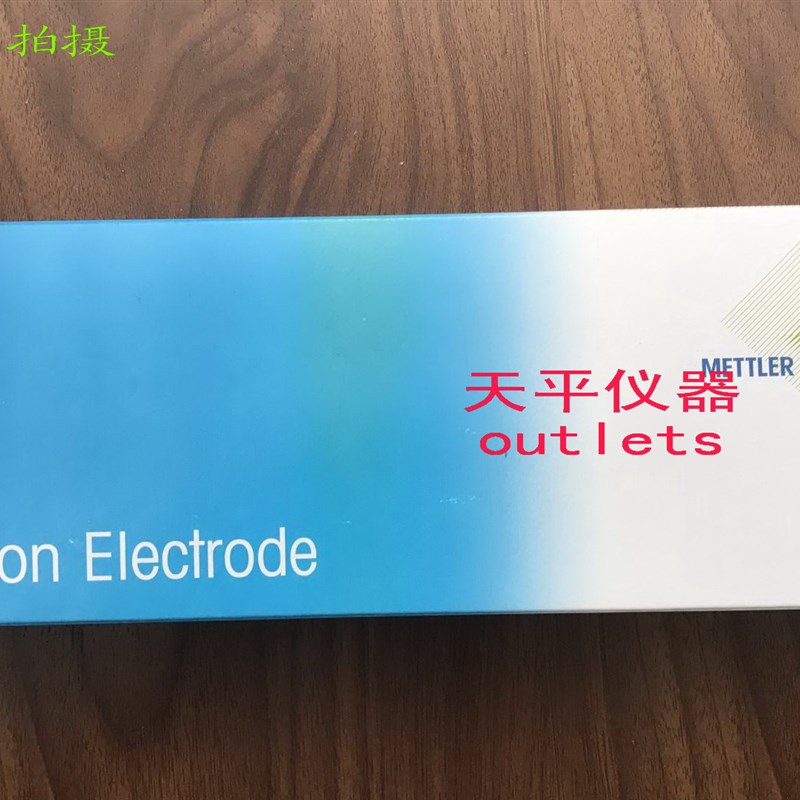 拍摄
METTLER
天平仪器
outlets
on Electrode